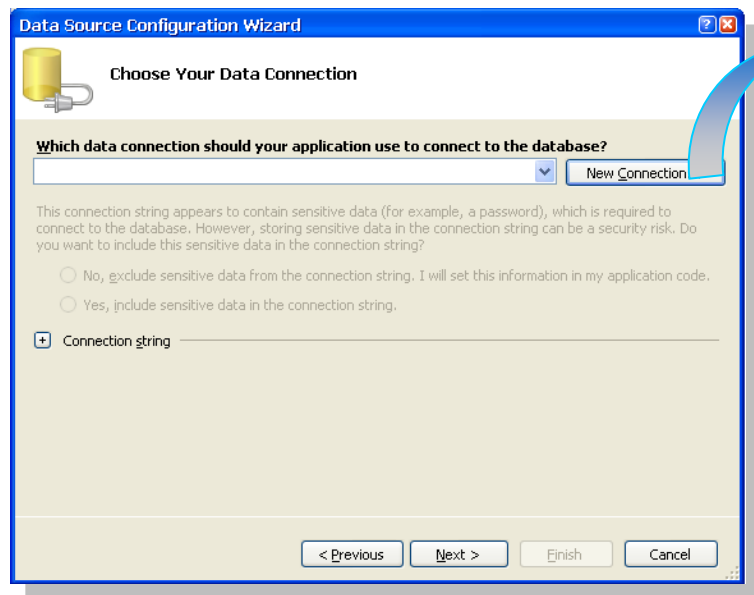 Data Source Configuration Wizard
Choose Your Data Connection
Which data connection should your application use to connect to the database?
New Connection
This connection string appears to contain sensitive data (for example, a password), which is required to
connect to the database. However, storing sensitive data in the connection string can be a security risk. Do
you want to include this sensitive data in the connection string?
No, exclude sensitive data from the connection string. I will set this information in my application code.
Yes, include sensitive data in the connection string.
Connection string
< Previous
Next >
Finish
Cancel